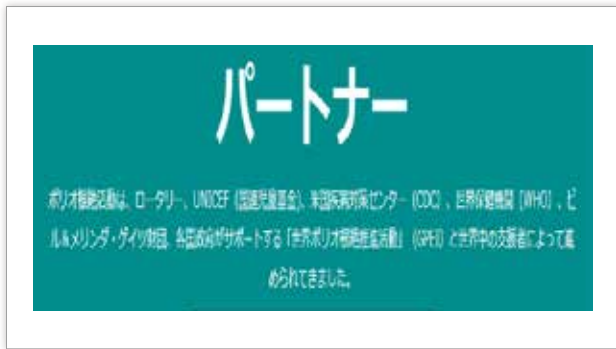 パートナー
ポリオ根絶活動は、ロータリー、UNICEF (国連児童基金)、米国疾病対策センター (CDC) 、世界保健機関 (WHO) 、ビ
ル&メリンダ・ゲイツ財団、各国政府がサポートする「世界ポリオ根絶推進活動」 (GPEI) と世界中の支援者によって進
められてきました。